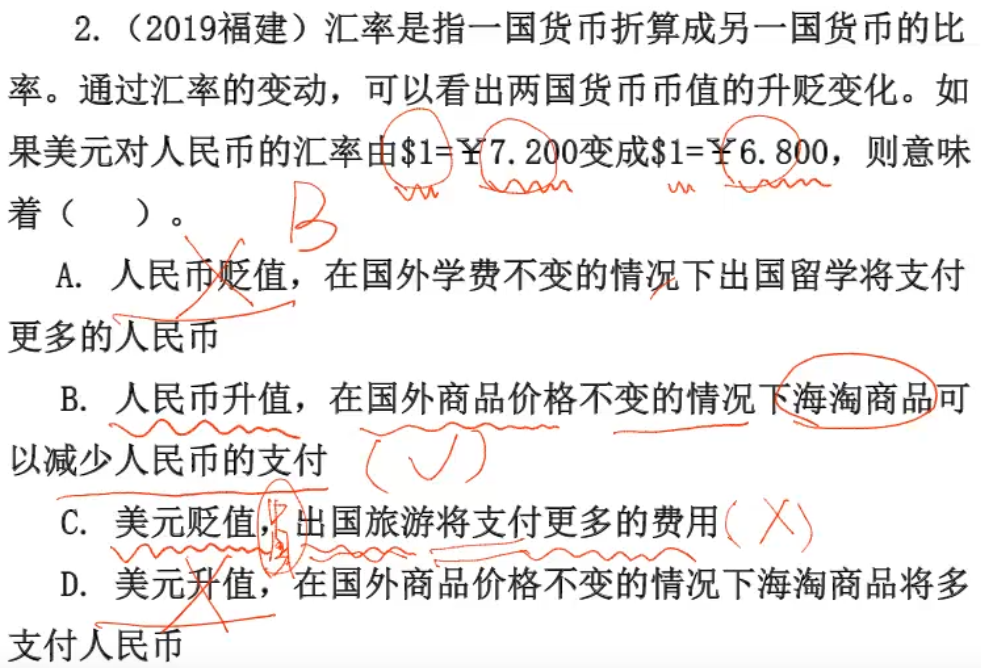 2.（2019福建）汇率是指一国货币折算成另一国货币的比
率。通过汇率的变动，可以看出两国货币币值的升贬变化。如
果美元对人民币的汇率由$1=￥7.200变成$1=￥6.800，则意味
着（　　）。 B
A. 人民币贬值，在国外学费不变的情况下出国留学将支付
更多的人民币
B. 人民币升值，在国外商品价格不变的情况下海淘商品可
以减少人民币的支付 (√)
C. 美元贬值，中国出国旅游将支付更多的费用 (X)
D. 美元升值，在国外商品价格不变的情况下海淘商品将多
支付人民币